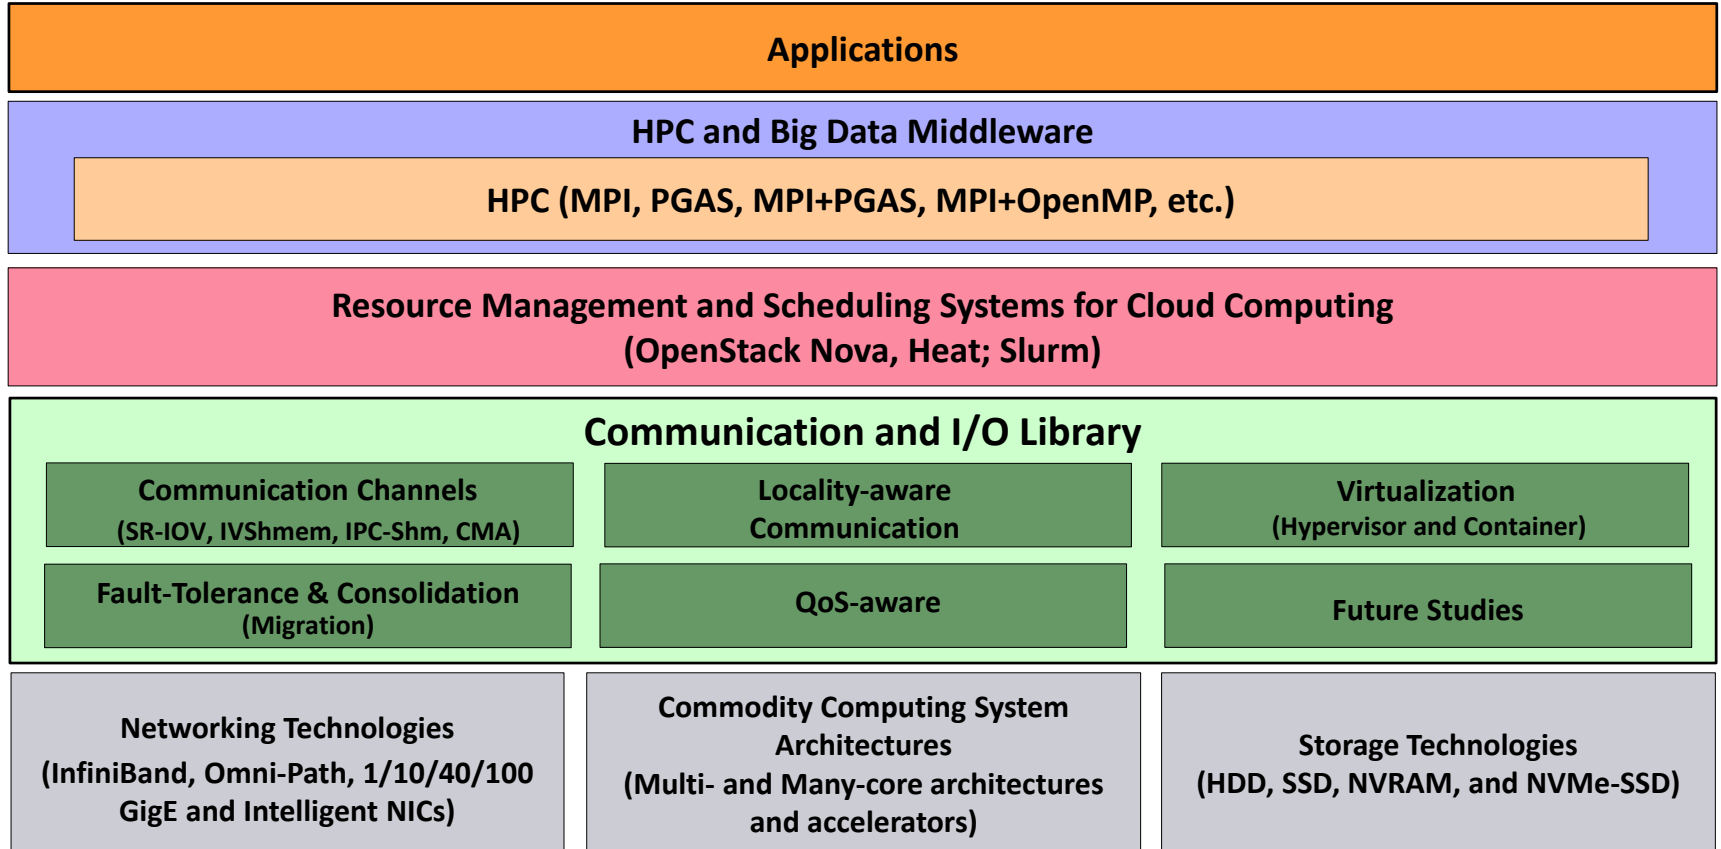 Applications
HPC and Big Data Middleware
HPC (MPI, PGAS, MPI+PGAS, MPI+OpenMP, etc.)
Resource Management and Scheduling Systems for Cloud Computing
(OpenStack Nova, Heat; Slurm)
Communication and I/O Library
Communication Channels
(SR-IOV, IVShmem, IPC-Shm, CMA)
Locality-aware
Communication
Virtualization
(Hypervisor and Container)
Fault-Tolerance & Consolidation
(Migration)
QoS-aware
Future Studies
Networking Technologies
(InfiniBand, Omni-Path, 1/10/40/100
GigE and Intelligent NICs)
Commodity Computing System
Architectures
(Multi- and Many-core architectures
and accelerators)
Storage Technologies
(HDD, SSD, NVRAM, and NVMe-SSD)